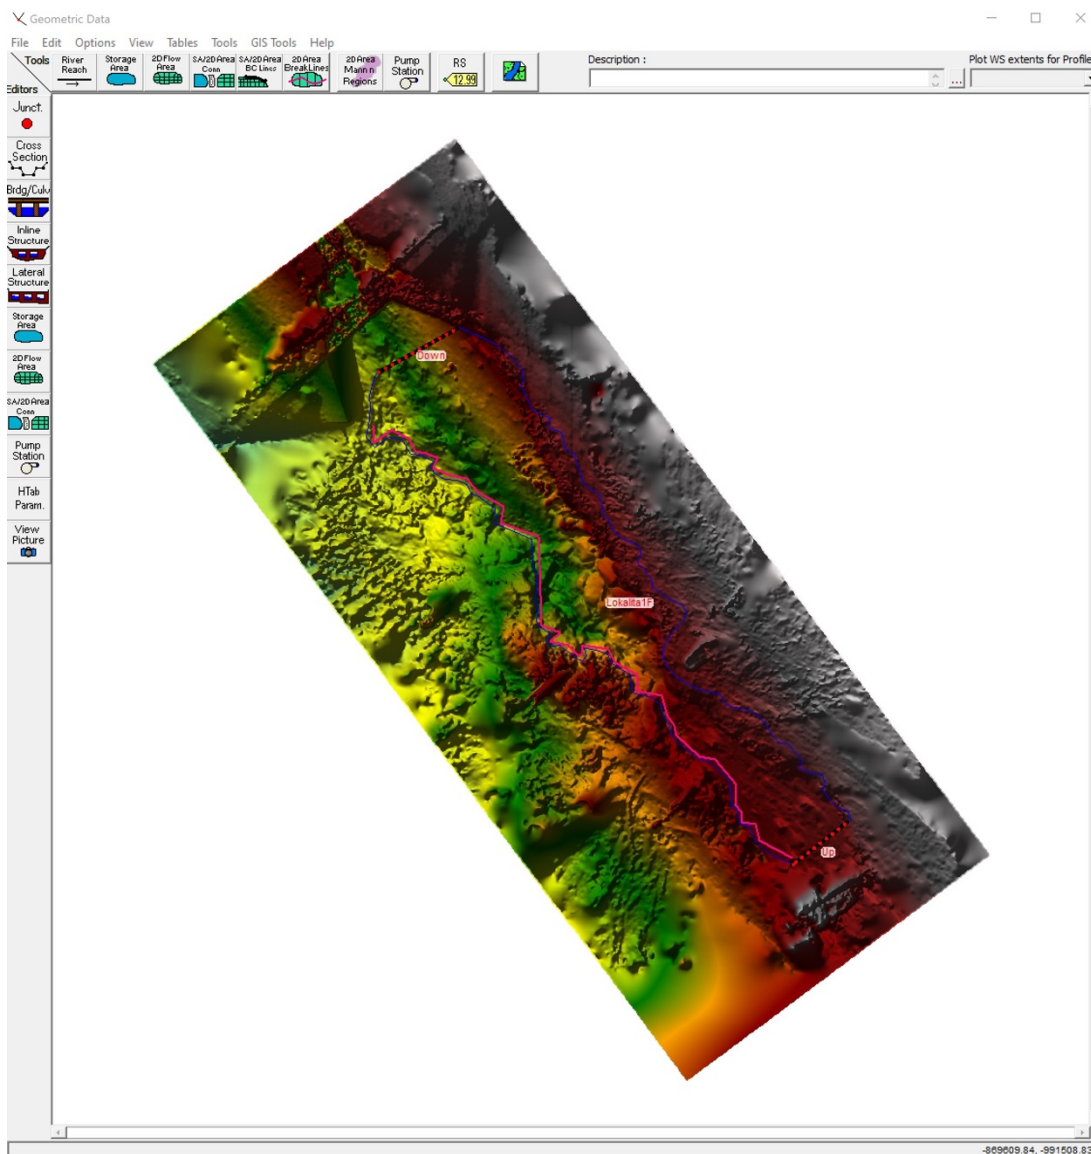 Geometric Data
File Edit Options View Tables Tools GIS Tools Help
Tools
Editors
River
Reach
Storage
Area
2D Flow
Area
SA/2D Area
Conn
SA/2D Area
BC Lines
2D Area
BreakLines
2D Area
Mann n
Regions
Pump
Station
RS
12.99
Description :
...
Plot WS extents for Profile
Junct.
Cross
Section
Brdg/Culv
Inline
Structure
Lateral
Structure
Storage
Area
2D Flow
Area
SA/2D Area
Conn
Pump
Station
HTab
Param.
View
Picture
Down
Lokalita1F
Up
-869609.84, -991508.83